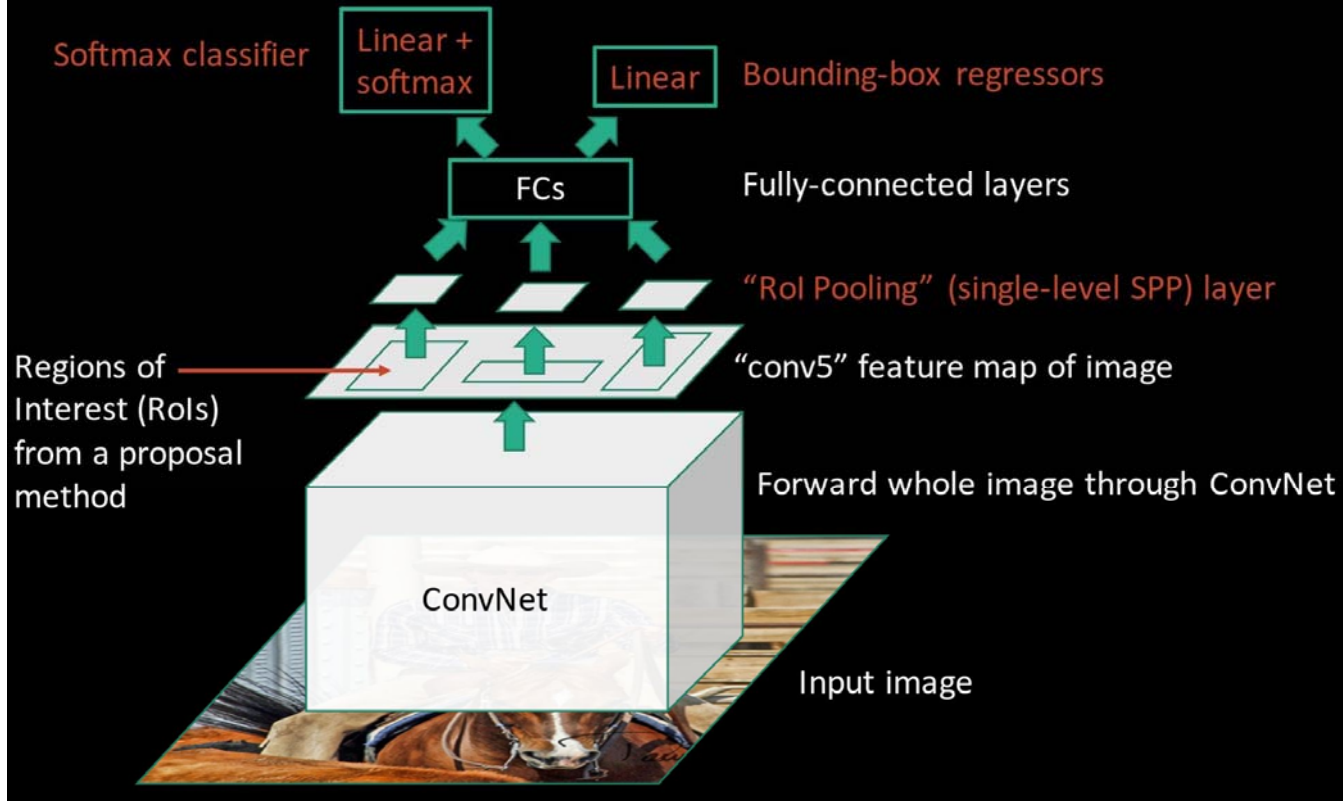 Softmax classifier
Linear +
softmax
Linear
Bounding-box regressors
FCs
Fully-connected layers
“RoI Pooling” (single-level SPP) layer
Regions of
Interest (RoIs)
from a proposal
method
“conv5” feature map of image
Forward whole image through ConvNet
ConvNet
Input image